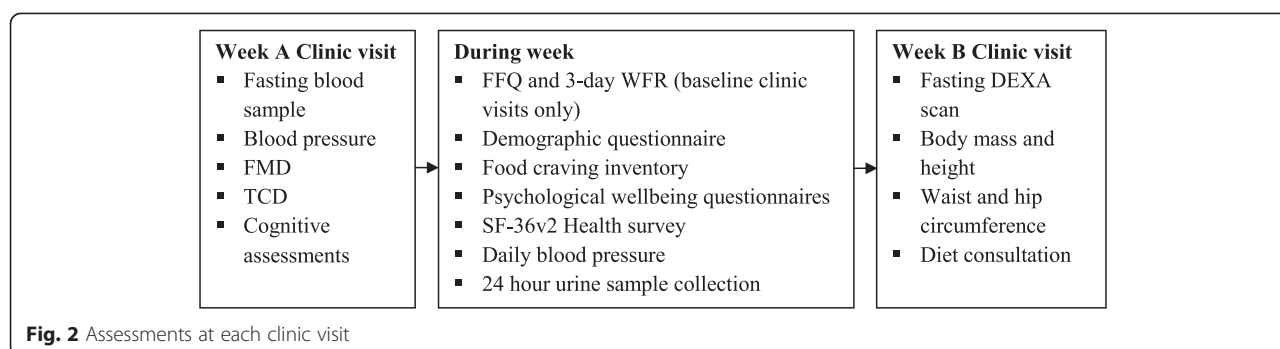 Week A Clinic visit
▪ Fasting blood
sample
▪ Blood pressure
▪ FMD
▪ TCD
▪ Cognitive
assessments
During week
▪ FFQ and 3-day WFR (baseline clinic
visits only)
▪ Demographic questionnaire
▪ Food craving inventory
▪ Psychological wellbeing questionnaires
▪ SF-36v2 Health survey
▪ Daily blood pressure
▪ 24 hour urine sample collection
Week B Clinic visit
▪ Fasting DEXA
scan
▪ Body mass and
height
▪ Waist and hip
circumference
▪ Diet consultation
Fig. 2 Assessments at each clinic visit